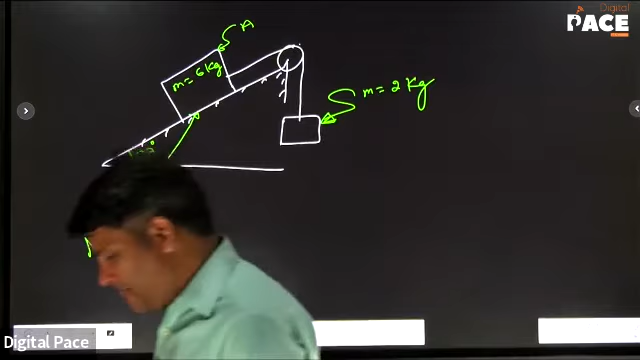 A
m = 6 kg
m = 2 kg
Digital
PACE
Digital Pace